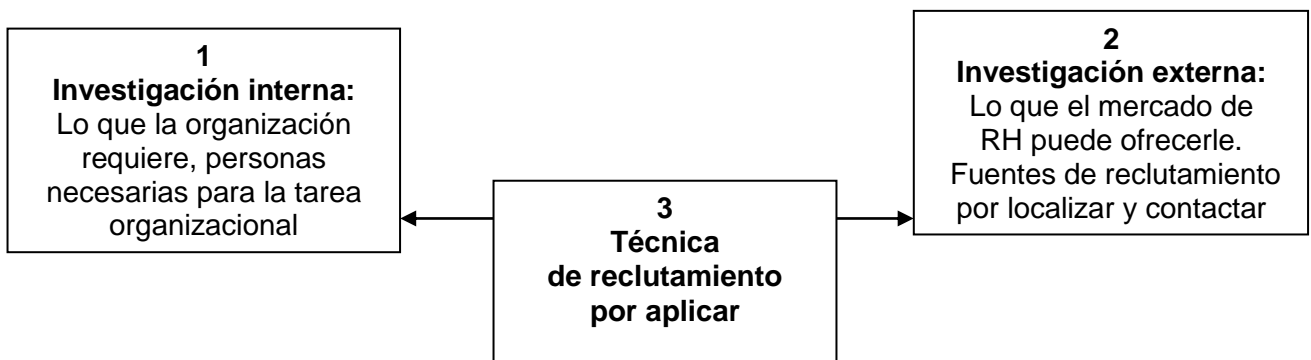 1
Investigación interna:
Lo que la organización
requiere, personas
necesarias para la tarea
organizacional
2
Investigación externa:
Lo que el mercado de
RH puede ofrecerle.
Fuentes de reclutamiento
por localizar y contactar
3
Técnica
de reclutamiento
por aplicar